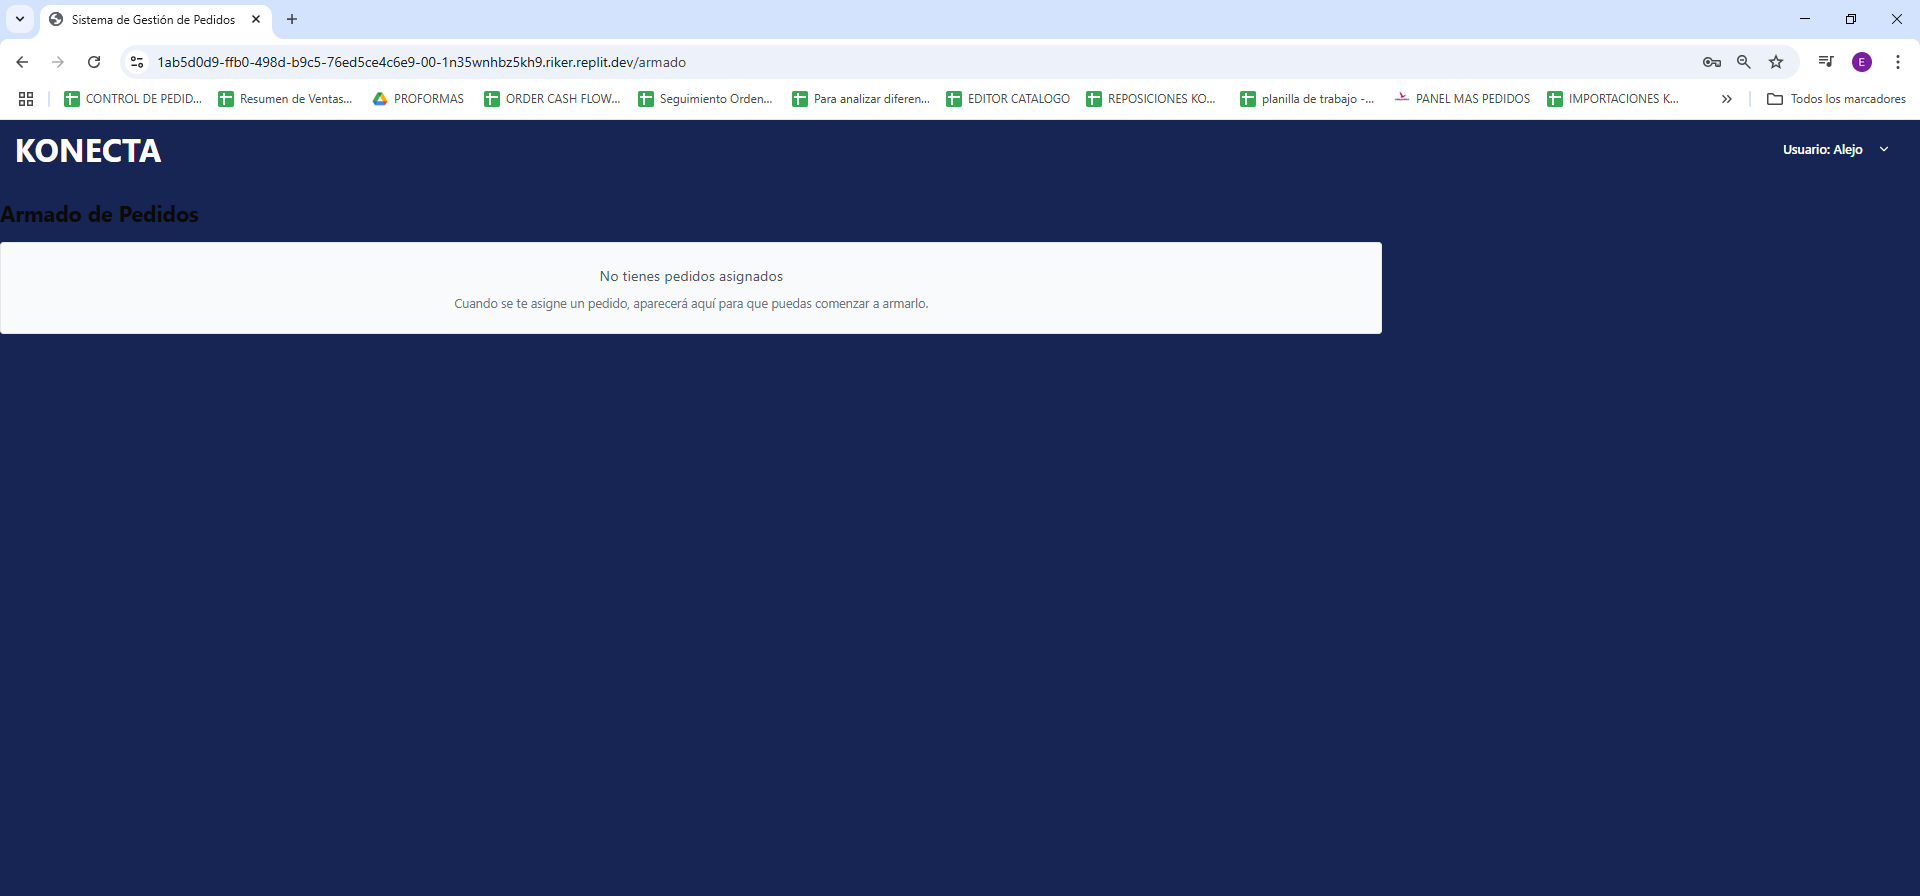 Sistema de Gestión de Pedidos
1ab5d0d9-ffb0-498d-b9c5-76ed5ce4c6e9-00-1n35wnhbz5kh9.riker.replit.dev/armado
E
CONTROL DE PEDID...
Resumen de Ventas...
PROFORMAS
ORDER CASH FLOW...
Seguimiento Orden...
Para analizar diferen...
EDITOR CATALOGO
REPOSICIONES KO...
planilla de trabajo -...
PANEL MAS PEDIDOS
IMPORTACIONES K...
Todos los marcadores
KONECTA
Usuario: Alejo
Armado de Pedidos
No tienes pedidos asignados
Cuando se te asigne un pedido, aparecerá aquí para que puedas comenzar a armarlo.